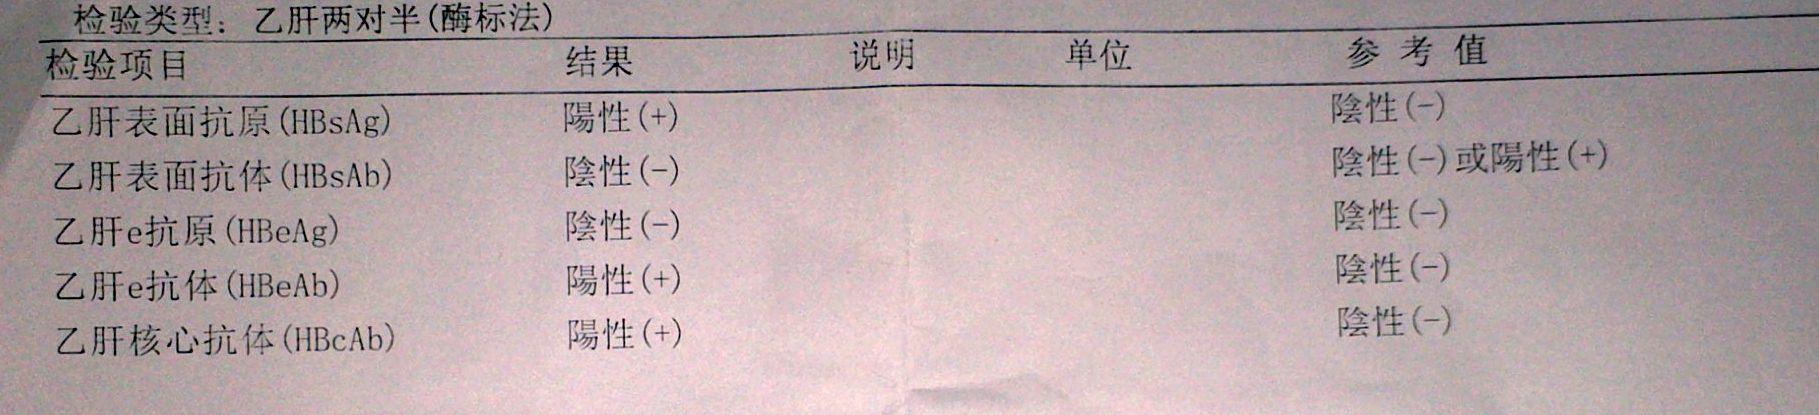 检验类型: 乙肝两对半(酶标法)
检验项目 结果 说明 单位 参考值
乙肝表面抗原(HBsAg) 陽性(+) 陰性(-)
乙肝表面抗体(HBsAb) 陰性(-) 陰性(-)或陽性(+)
乙肝e抗原(HBeAg) 陰性(-) 陰性(-)
乙肝e抗体(HBeAb) 陽性(+) 陰性(-)
乙肝核心抗体(HBcAb) 陽性(+) 陰性(-)